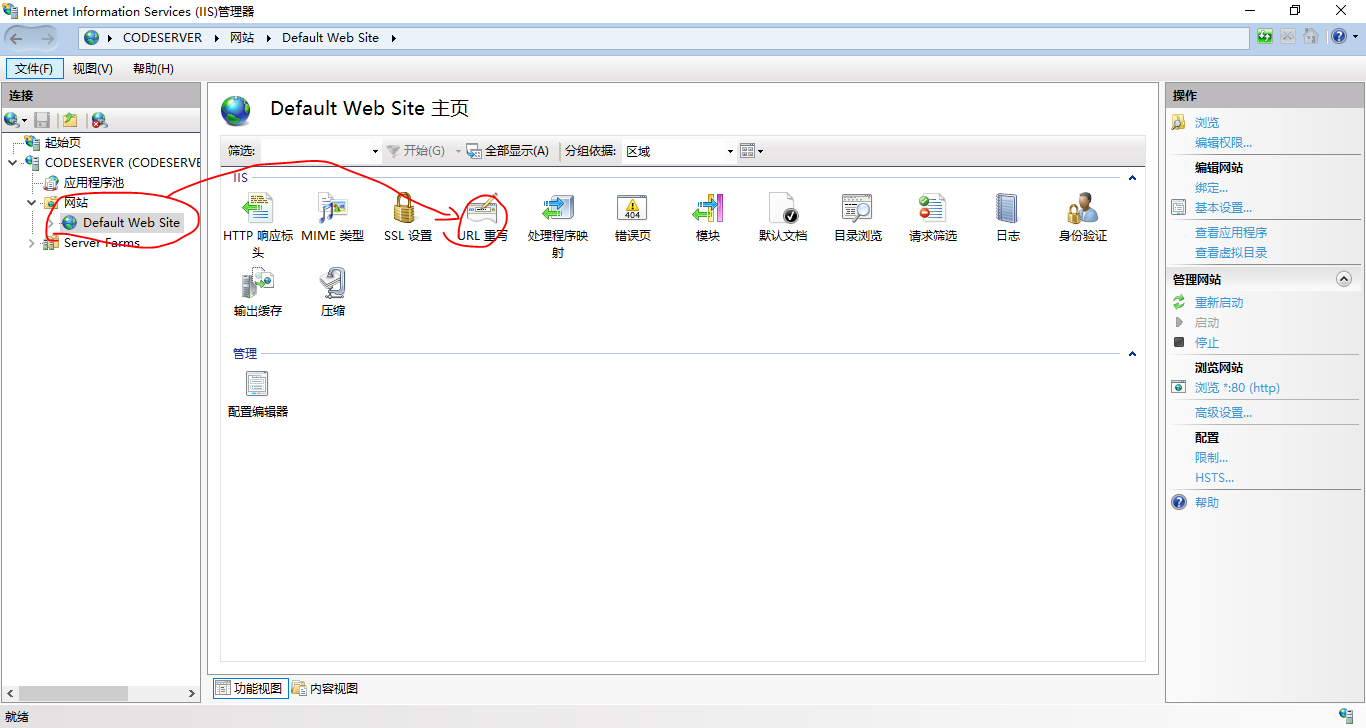 Internet Information Services (IIS)管理器
CODESERVER 网站 Default Web Site
文件(F) 视图(V) 帮助(H)
连接
起始页
CODESERVER (CODESERVE
应用程序池
网站
Default Web Site
Server Farms
Default Web Site 主页
筛选: 开始(G) 全部显示(A) 分组依据: 区域
IIS
HTTP 响应标头
MIME 类型
SSL 设置
URL 重写
处理程序映射
404
错误页
模块
默认文档
目录浏览
请求筛选
日志
身份验证
输出缓存
压缩
管理
配置编辑器
功能视图 内容视图
操作
浏览
编辑权限...
编辑网站
绑定...
基本设置...
查看应用程序
查看虚拟目录
管理网站
重新启动
启动
停止
浏览网站
浏览 *:80 (http)
高级设置...
配置
限制...
HSTS...
帮助
就绪